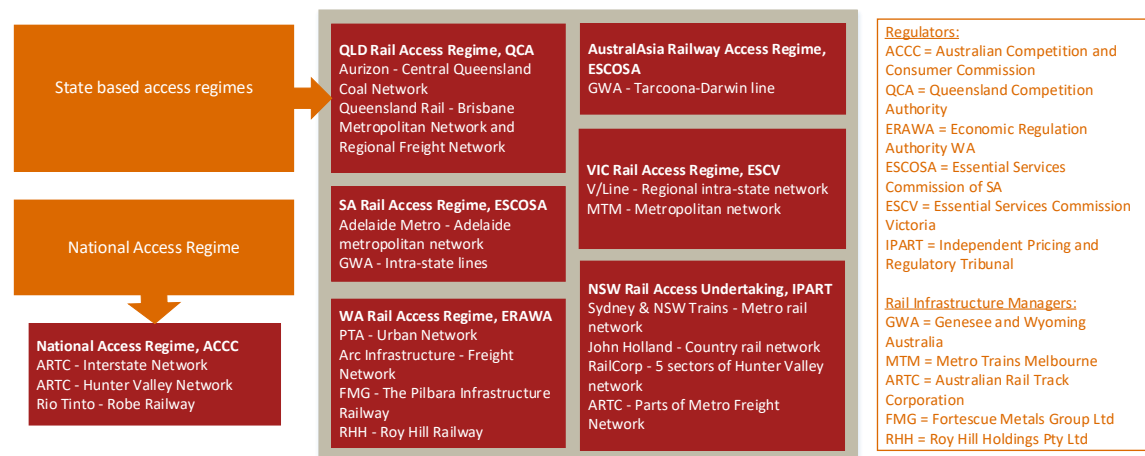 State based access regimes
National Access Regime
National Access Regime, ACCC
ARTC - Interstate Network
ARTC - Hunter Valley Network
Rio Tinto - Robe Railway
QLD Rail Access Regime, QCA
Aurizon - Central Queensland
Coal Network
Queensland Rail - Brisbane
Metropolitan Network and
Regional Freight Network
SA Rail Access Regime, ESCOSA
Adelaide Metro - Adelaide
metropolitan network
GWA - Intra-state lines
WA Rail Access Regime, ERAWA
PTA - Urban Network
Arc Infrastructure - Freight
Network
FMG - The Pilbara Infrastructure
Railway
RHH - Roy Hill Railway
AustralAsia Railway Access Regime,
ESCOSA
GWA - Tarcoona-Darwin line
VIC Rail Access Regime, ESCV
V/Line - Regional intra-state network
MTM - Metropolitan network
NSW Rail Access Undertaking, IPART
Sydney & NSW Trains - Metro rail
network
John Holland - Country rail network
RailCorp - 5 sectors of Hunter Valley
network
ARTC - Parts of Metro Freight
Network
Regulators:
ACCC = Australian Competition and
Consumer Commission
QCA = Queensland Competition
Authority
ERAWA = Economic Regulation
Authority WA
ESCOSA = Essential Services
Commission of SA
ESCV = Essential Services Commission
Victoria
IPART = Independent Pricing and
Regulatory Tribunal
Rail Infrastructure Managers:
GWA = Genesee and Wyoming
Australia
MTM = Metro Trains Melbourne
ARTC = Australian Rail Track
Corporation
FMG = Fortescue Metals Group Ltd
RHH = Roy Hill Holdings Pty Ltd